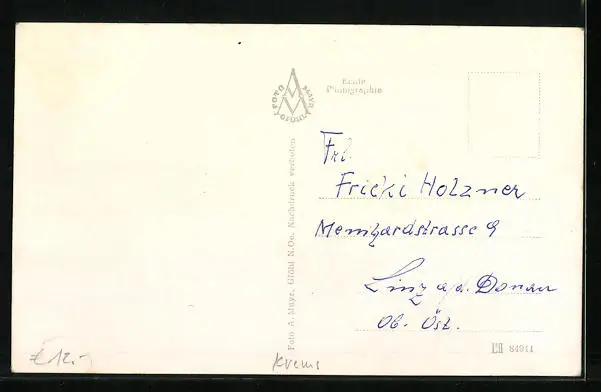 FOTO MAYR GFÖHL
Echte
Photographie
Frl.
Fricki Holzner
Memhardstrasse 9
Linz a/d. Donau
Ob. Öst.
Foto A. Mayr, Gföhl N.Oe. Nachdruck verboten
84911
€ 12.-
Krems